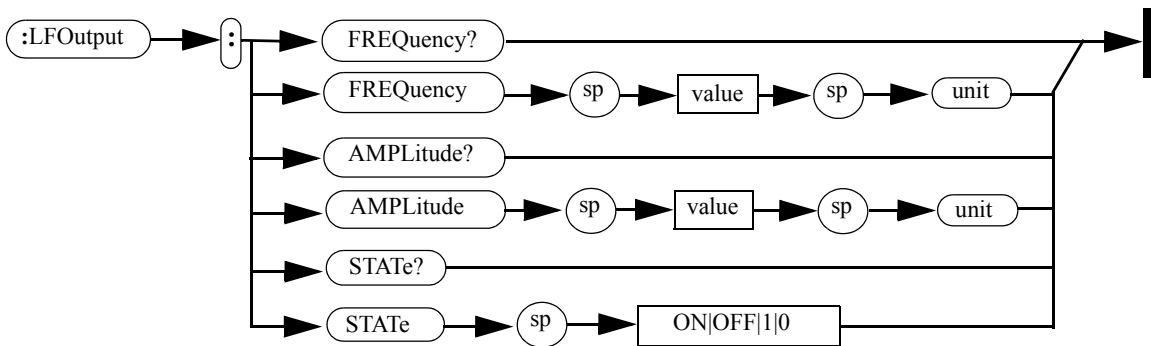 :LFOutput : FREQuency?
FREQuency sp value sp unit
AMPLitude?
AMPLitude sp value sp unit
STATe?
STATe sp ON|OFF|1|0